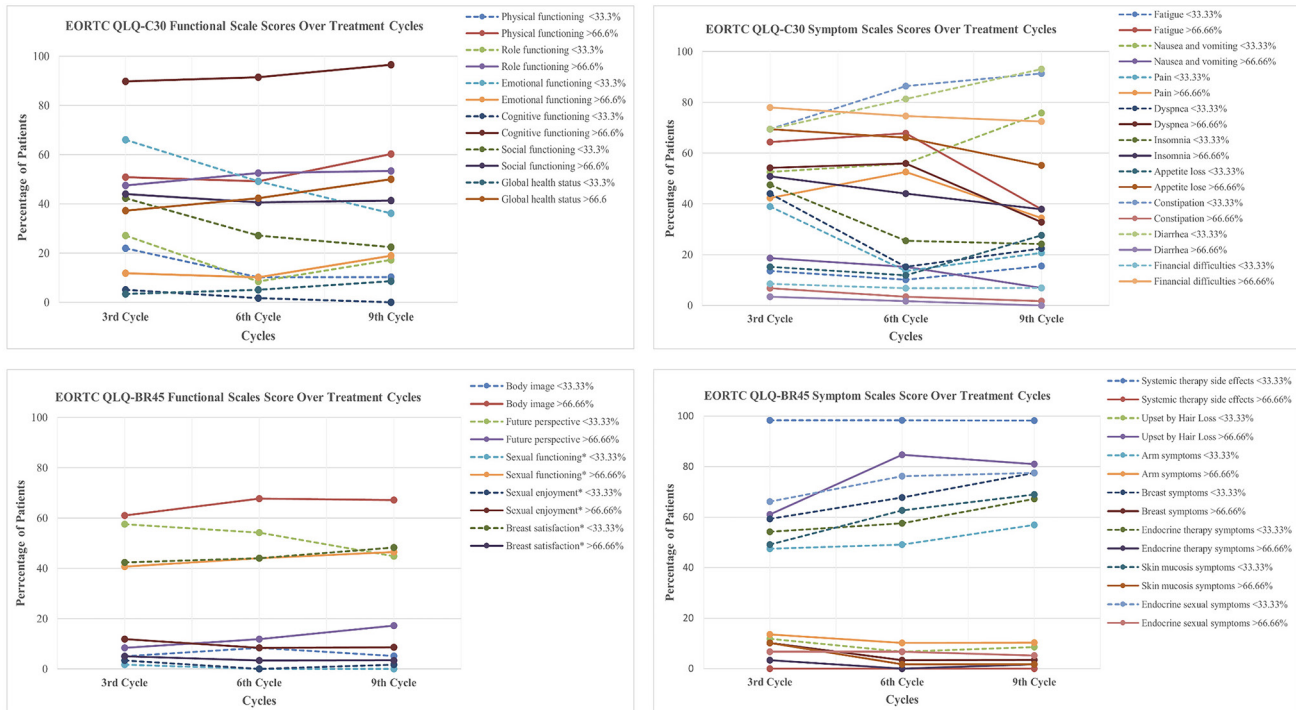 EORTC QLQ-C30 Functional Scale Scores Over Treatment Cycles
Percentage of Patients
100
80
60
40
20
0
3rd Cycle
6th Cycle
9th Cycle
Cycles
Physical functioning <33.3%
Physical functioning >66.6%
Role functioning <33.3%
Role functioning >66.6%
Emotional functioning <33.3%
Emotional functioning >66.6%
Cognitive functioning <33.3%
Cognitive functioning >66.6%
Social functioning <33.3%
Social functioning >66.6%
Global health status <33.3%
Global health status >66.6
EORTC QLQ-C30 Symptom Scales Scores Over Treatment Cycles
Percentage of Patients
100
80
60
40
20
0
3rd Cycle
6th Cycle
9th Cycle
Cycles
Fatigue <33.33%
Fatigue >66.66%
Nausea and vomiting <33.33%
Nausea and vomiting >66.66%
Pain <33.33%
Pain >66.66%
Dyspnea <33.33%
Dyspnea >66.66%
Insomnia <33.33%
Insomnia >66.66%
Appetite loss <33.33%
Appetite lose >66.66%
Constipation <33.33%
Constipation >66.66%
Diarrhea <33.33%
Diarrhea >66.66%
Financial difficulties <33.33%
Financial difficulties >66.66%
EORTC QLQ-BR45 Functional Scales Score Over Treatment Cycles
Perrcentage of Patients
100
80
60
40
20
0
3rd Cycle
6th Cycle
9th Cycle
Cycles
Body image <33.33%
Body image >66.66%
Future perspective <33.33%
Future perspective >66.66%
Sexual functioning* <33.33%
Sexual functioning* >66.66%
Sexual enjoyment* <33.33%
Sexual enjoyment* >66.66%
Breast satisfaction* <33.33%
Breast satisfaction* >66.66%
EORTC QLQ-BR45 Symptom Scales Score Over Treatment Cycles
Percentage of Patients
100
80
60
40
20
0
3rd Cycle
6th Cycle
9th Cycle
Cycles
Systemic therapy side effects <33.33%
Systemic therapy side effects >66.66%
Upset by Hair Loss <33.33%
Upset by Hair Loss >66.66%
Arm symptoms <33.33%
Arm symptoms >66.66%
Breast symptoms <33.33%
Breast symptoms >66.66%
Endocrine therapy symptoms <33.33%
Endocrine therapy symptoms >66.66%
Skin mucosis symptoms <33.33%
Skin mucosis symptoms >66.66%
Endocrine sexual symptoms <33.33%
Endocrine sexual symptoms >66.66%